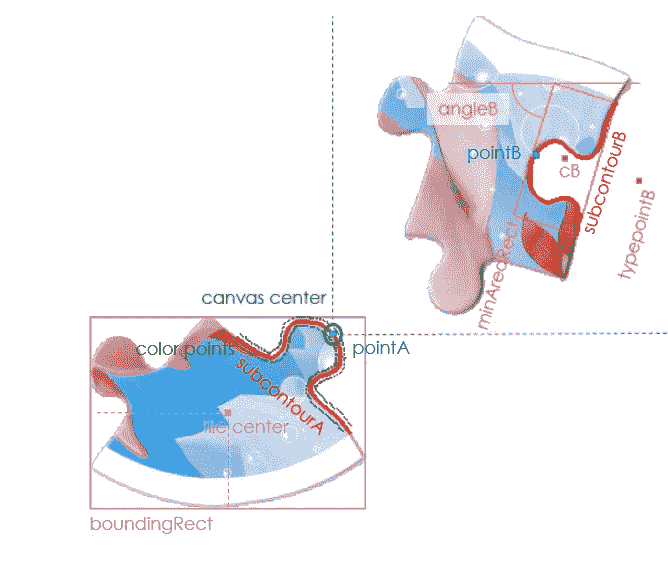 angleB
pointB
cB
subcontourB
typepointB
minAreaRect
canvas center
color points
pointA
subcontourA
tile center
boundingRect